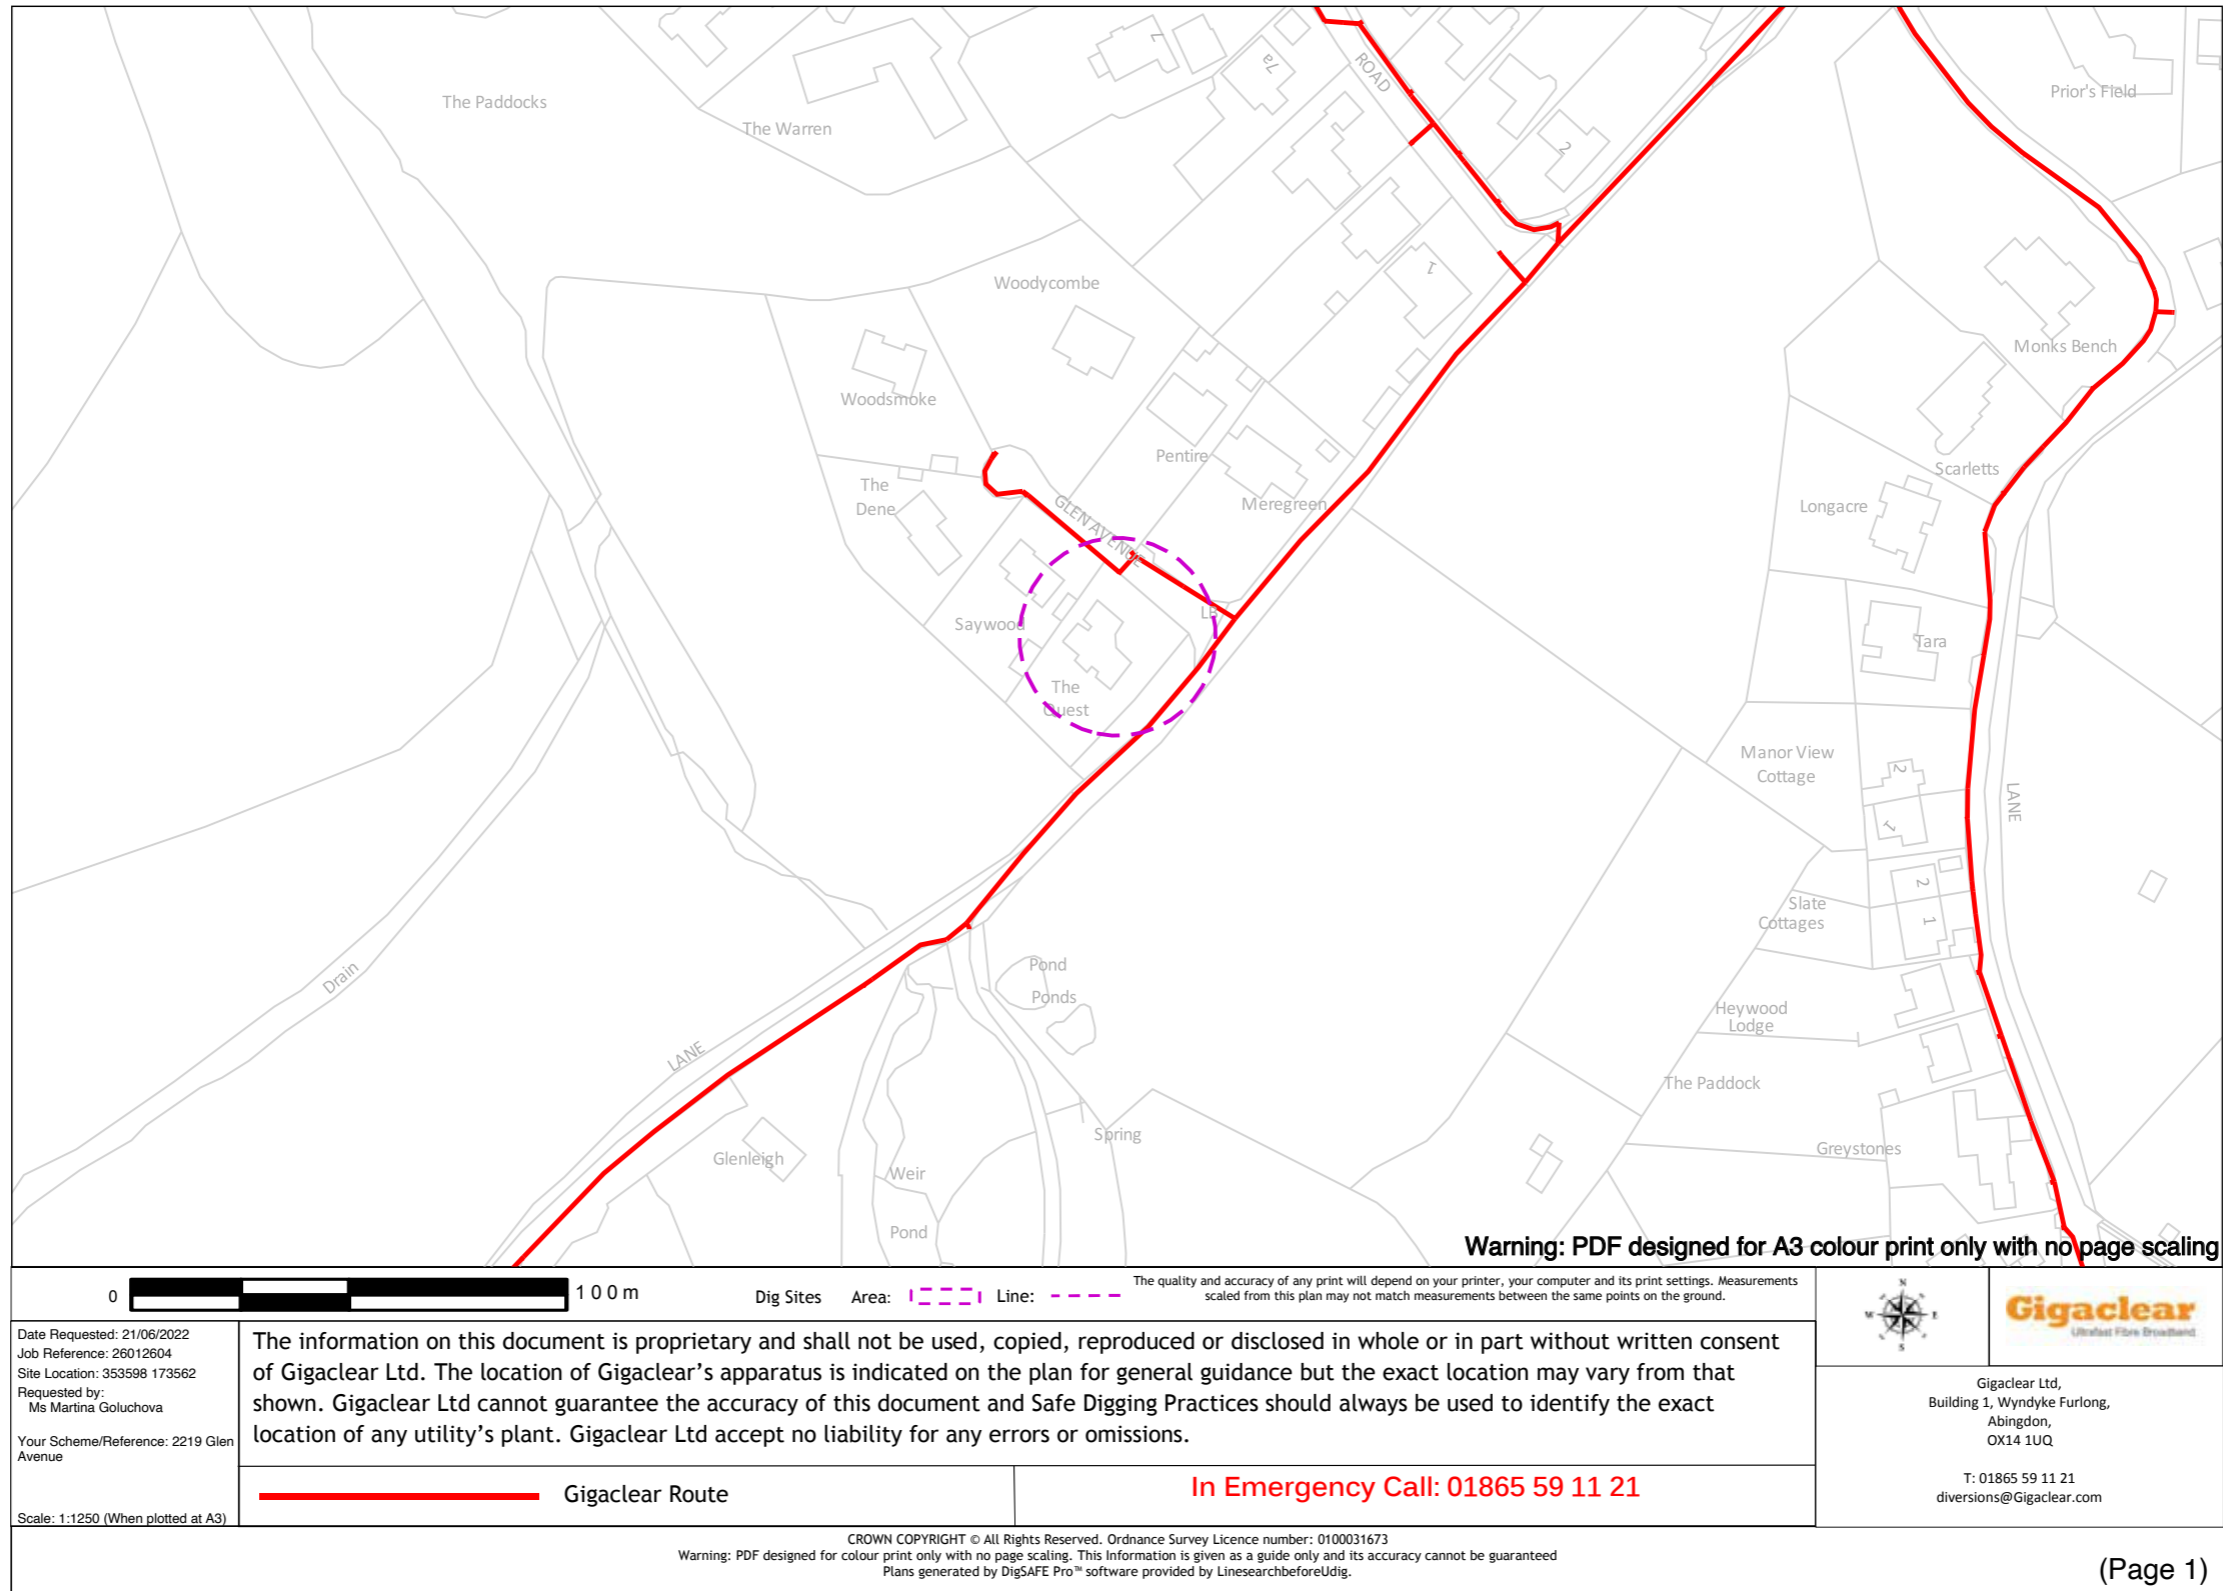 ROAD
7
7a
The Paddocks
The Warren
Prior's Field
2
1
Woodycombe
Monks Bench
Woodsmoke
Pentire
Scarletts
The
Dene
Meregreen
Longacre
GLEN AVENUE
LB
Saywood
Tara
The
Quest
Manor View
Cottage
2
1
LANE
2
1
Slate
Cottages
Drain
Pond
Ponds
Heywood
Lodge
LANE
The Paddock
Spring
Greystones
Glenleigh
Weir
Pond
Warning: PDF designed for A3 colour print only with no page scaling
0
100m
Dig Sites Area: Line:
The quality and accuracy of any print will depend on your printer, your computer and its print settings. Measurements
scaled from this plan may not match measurements between the same points on the ground.
N
W E
S
Gigaclear
Ultrafast Fibre Broadband
Date Requested: 21/06/2022
Job Reference: 26012604
Site Location: 353598 173562
Requested by:
Ms Martina Goluchova
Your Scheme/Reference: 2219 Glen
Avenue
Scale: 1:1250 (When plotted at A3)
The information on this document is proprietary and shall not be used, copied, reproduced or disclosed in whole or in part without written consent
of Gigaclear Ltd. The location of Gigaclear’s apparatus is indicated on the plan for general guidance but the exact location may vary from that
shown. Gigaclear Ltd cannot guarantee the accuracy of this document and Safe Digging Practices should always be used to identify the exact
location of any utility’s plant. Gigaclear Ltd accept no liability for any errors or omissions.
Gigaclear Route
In Emergency Call: 01865 59 11 21
Gigaclear Ltd,
Building 1, Wyndyke Furlong,
Abingdon,
OX14 1UQ
T: 01865 59 11 21
diversions@Gigaclear.com
CROWN COPYRIGHT © All Rights Reserved. Ordnance Survey Licence number: 0100031673
Warning: PDF designed for colour print only with no page scaling. This Information is given as a guide only and its accuracy cannot be guaranteed
Plans generated by DigSAFE Pro™ software provided by LinesearchbeforeUdig.
(Page 1)